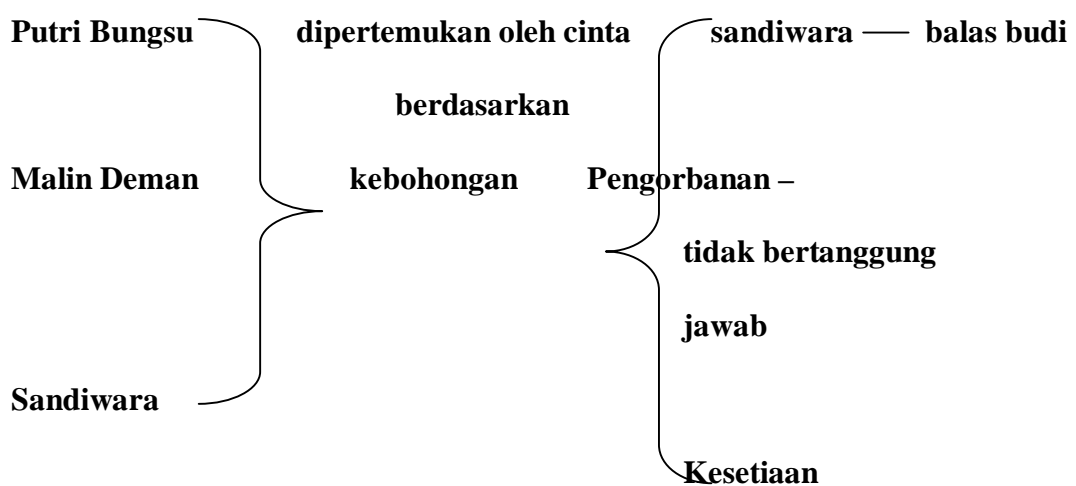 Putri Bungsu dipertemukan oleh cinta sandiwara — balas budi
berdasarkan
Malin Deman kebohongan Pengorbanan –
tidak bertanggung
jawab
Sandiwara
Kesetiaan